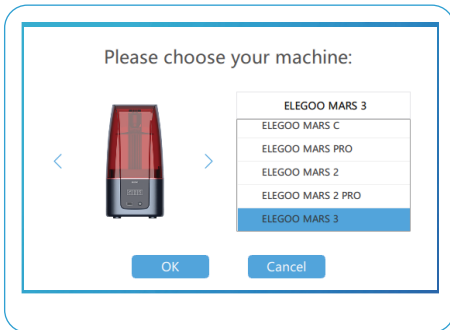 Please choose your machine:
ELEGOO MARS 3
ELEGOO MARS C
ELEGOO MARS PRO
ELEGOO MARS 2
ELEGOO MARS 2 PRO
ELEGOO MARS 3
OK
Cancel